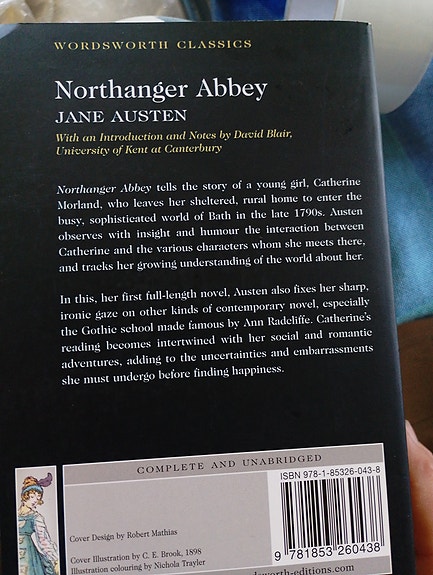 WORDSWORTH CLASSICS
Northanger Abbey
JANE AUSTEN
With an Introduction and Notes by David Blair,
University of Kent at Canterbury
Northanger Abbey tells the story of a young girl, Catherine
Morland, who leaves her sheltered, rural home to enter the
busy, sophisticated world of Bath in the late 1790s. Austen
observes with insight and humour the interaction between
Catherine and the various characters whom she meets there,
and tracks her growing understanding of the world about her.
In this, her first full-length novel, Austen also fixes her sharp,
ironic gaze on other kinds of contemporary novel, especially
the Gothic school made famous by Ann Radcliffe. Catherine's
reading becomes intertwined with her social and romantic
adventures, adding to the uncertainties and embarrassments
she must undergo before finding happiness.
COMPLETE AND UNABRIDGED
ISBN 978-1-85326-043-8
9 781853 260438
Cover Design by Robert Mathias
Cover Illustration by C. E. Brook, 1898
Illustration colouring by Nichola Trayler
dsworth-editions.com